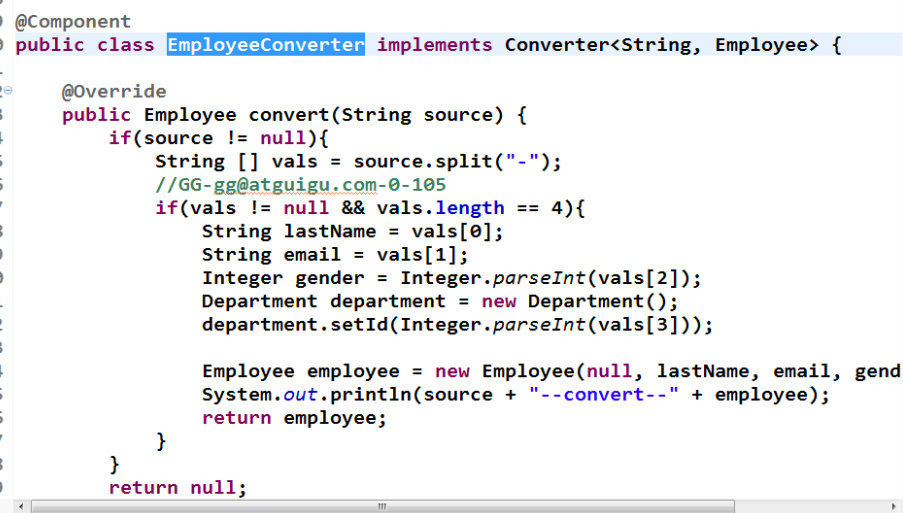 @Component
public class EmployeeConverter implements Converter<String, Employee> {
@Override
public Employee convert(String source) {
if(source != null){
String [] vals = source.split("-");
//GG-gg@atguigu.com-0-105
if(vals != null && vals.length == 4){
String lastName = vals[0];
String email = vals[1];
Integer gender = Integer.parseInt(vals[2]);
Department department = new Department();
department.setId(Integer.parseInt(vals[3]));
Employee employee = new Employee(null, lastName, email, gend
System.out.println(source + "--convert--" + employee);
return employee;
}
}
return null;